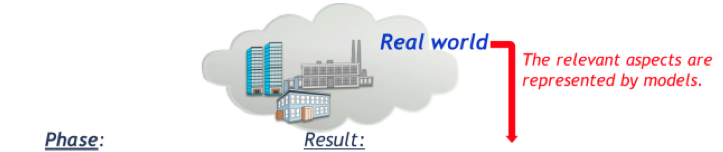 Real world
The relevant aspects are
represented by models.
Phase:
Result: